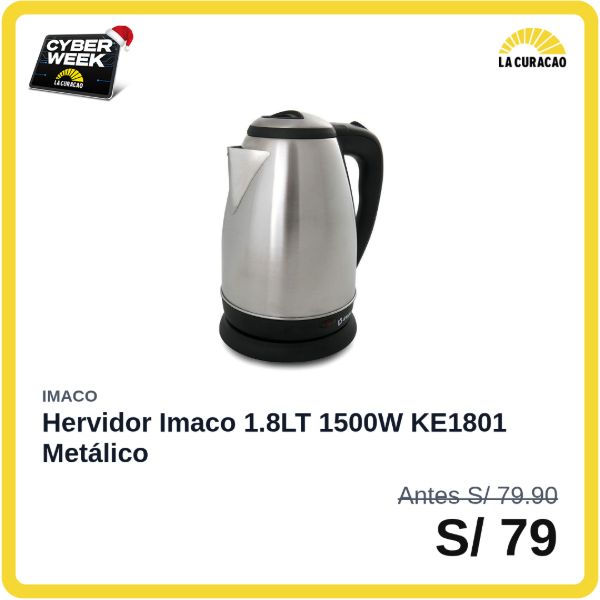 CYBER
WEEK
LA CURACAO
LA CURACAO
IMACO
Hervidor Imaco 1.8LT 1500W KE1801
Metálico
Antes S/ 79.90
S/ 79